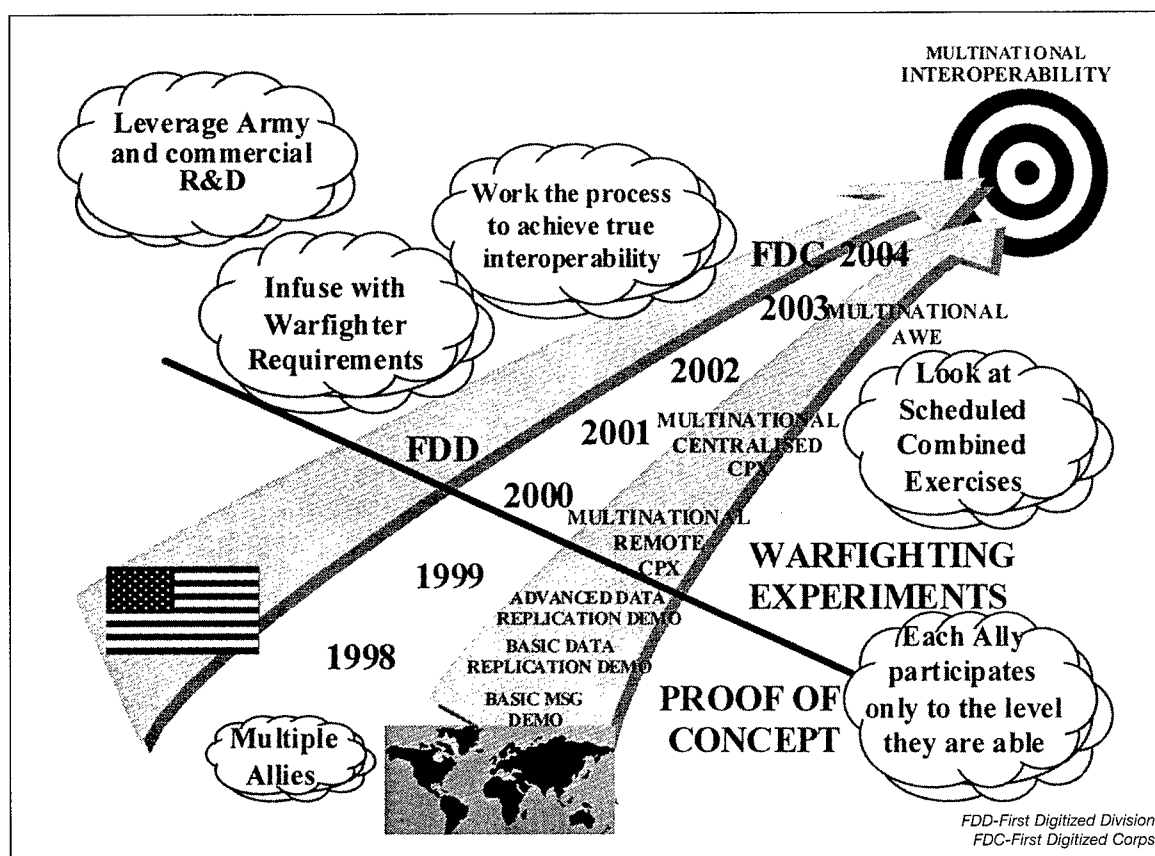 MULTINATIONAL
INTEROPERABILITY
Leverage Army
and commercial
R&D
Work the process
to achieve true
interoperability
Infuse with
Warfighter
Requirements
FDC 2004
2003
MULTINATIONAL
AWE
2002
Look at
Scheduled
Combined
Exercises
2001
MULTINATIONAL
CENTRALISED
CPX
FDD
2000
MULTINATIONAL
REMOTE
CPX
WARFIGHTING
EXPERIMENTS
1999
ADVANCED DATA
REPLICATION DEMO
1998
BASIC DATA
REPLICATION DEMO
BASIC MSG
DEMO
PROOF OF
CONCEPT
Each Ally
participates
only to the level
they are able
Multiple
Allies
FDD-First Digitized Division
FDC-First Digitized Corps